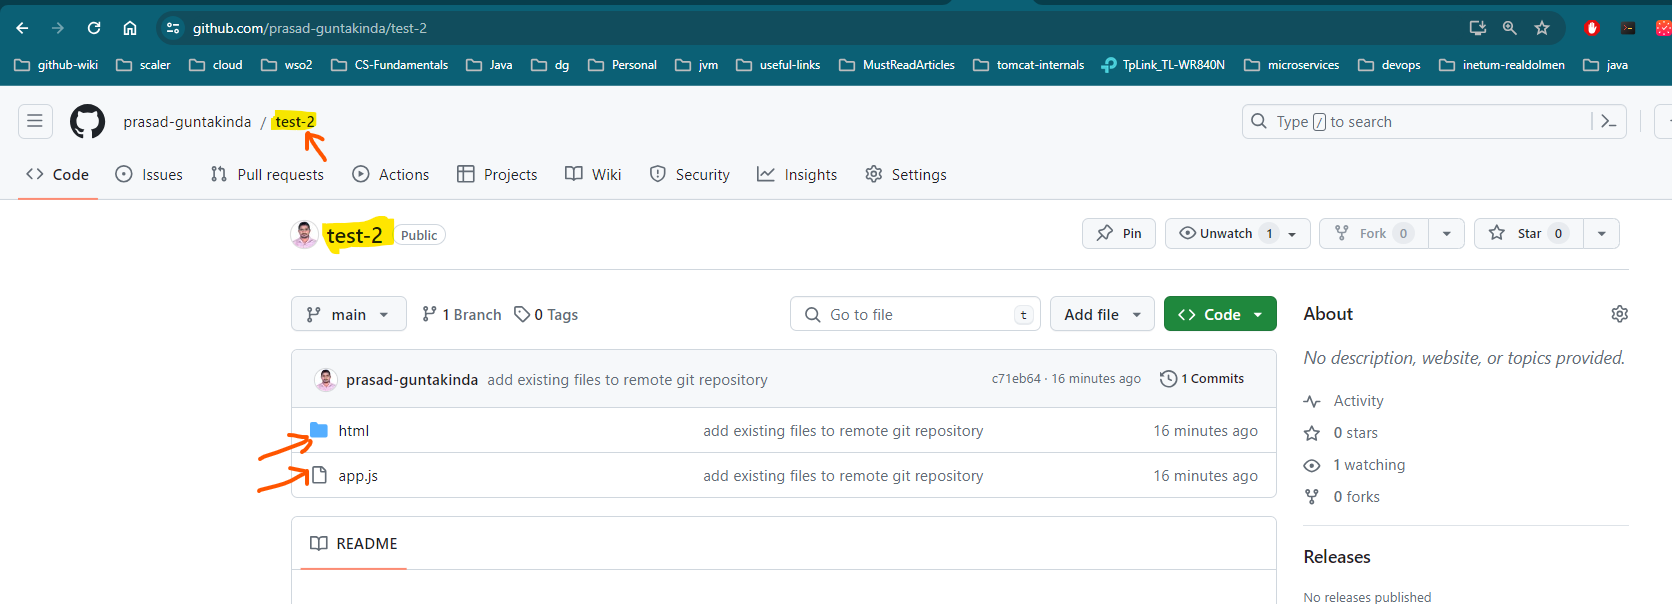 github.com/prasad-guntakinda/test-2
github-wiki scaler cloud wso2 CS-Fundamentals Java dg Personal jvm useful-links MustReadArticles tomcat-internals TpLink_TL-WR840N microservices devops inetum-realdolmen java
prasad-guntakinda / test-2
Type / to search
Code Issues Pull requests Actions Projects Wiki Security Insights Settings
test-2 Public
Pin Unwatch 1 Fork 0 Star 0
main 1 Branch 0 Tags Go to file t Add file Code
prasad-guntakinda add existing files to remote git repository c71eb64 · 16 minutes ago 1 Commits
html add existing files to remote git repository 16 minutes ago
app.js add existing files to remote git repository 16 minutes ago
README
About
No description, website, or topics provided.
Activity
0 stars
1 watching
0 forks
Releases
No releases published